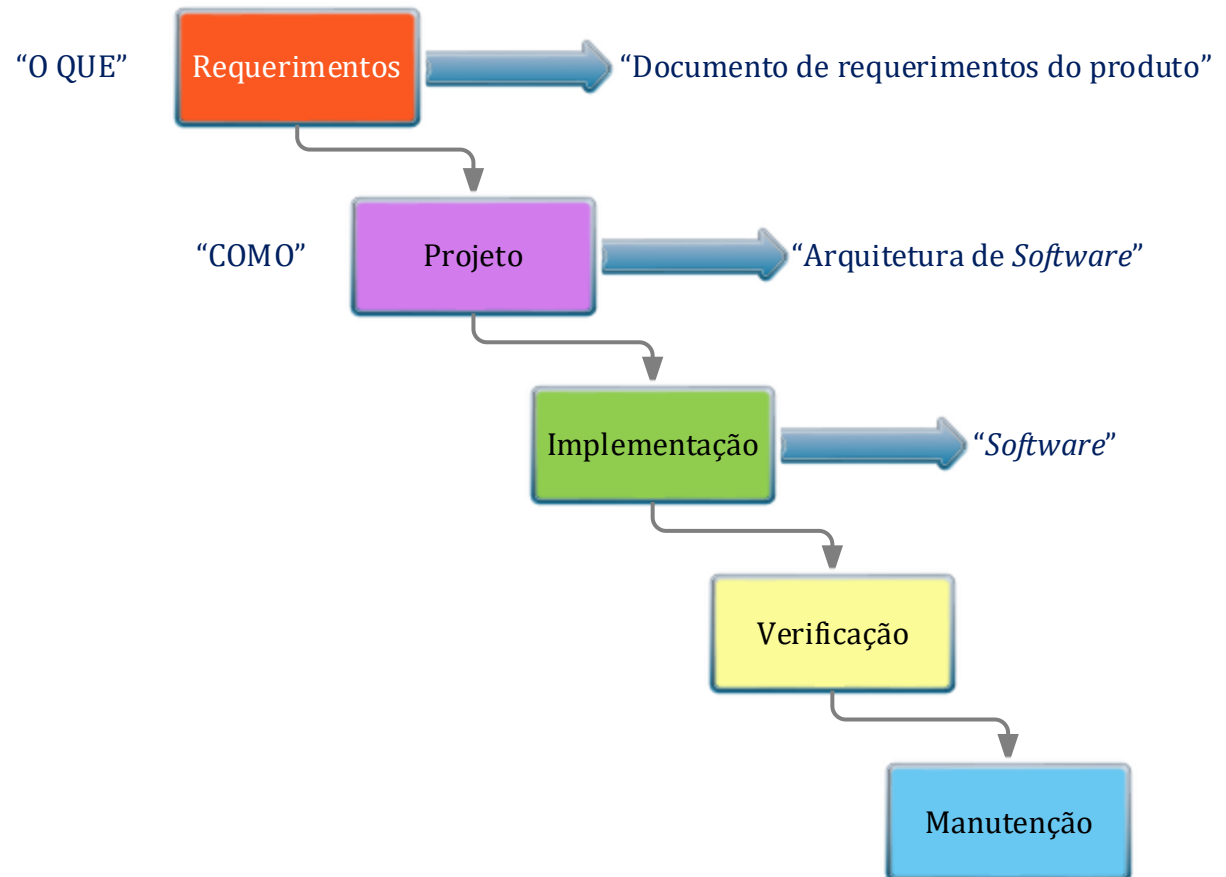 “O QUE” Requerimentos “Documento de requerimentos do produto”
“COMO” Projeto “Arquitetura de Software”
Implementação “Software”
Verificação
Manutenção